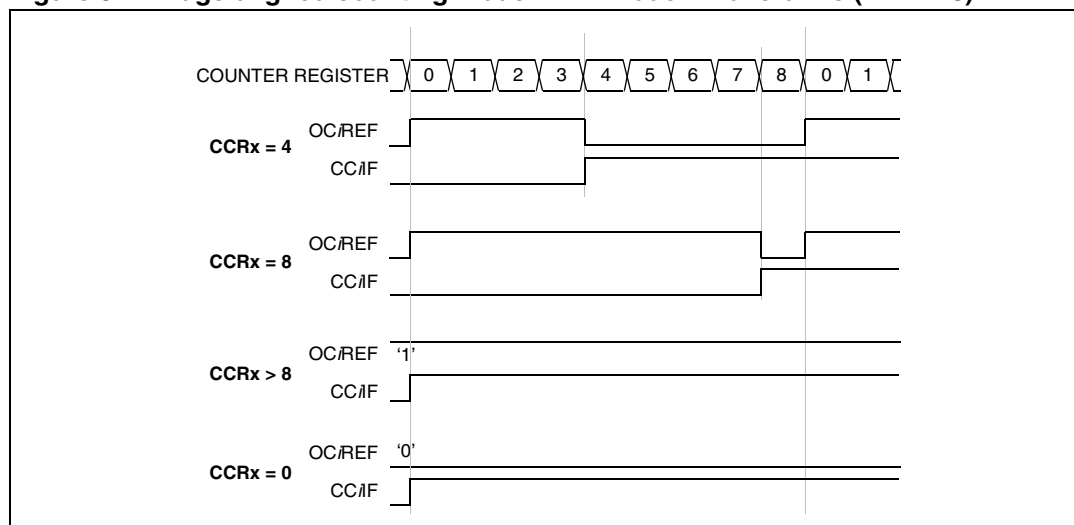 COUNTER REGISTER 0 1 2 3 4 5 6 7 8 0 1
OCiREF
CCRx = 4
CCiIF
OCiREF
CCRx = 8
CCiIF
OCiREF '1'
CCRx > 8
CCiIF
OCiREF '0'
CCRx = 0
CCiIF